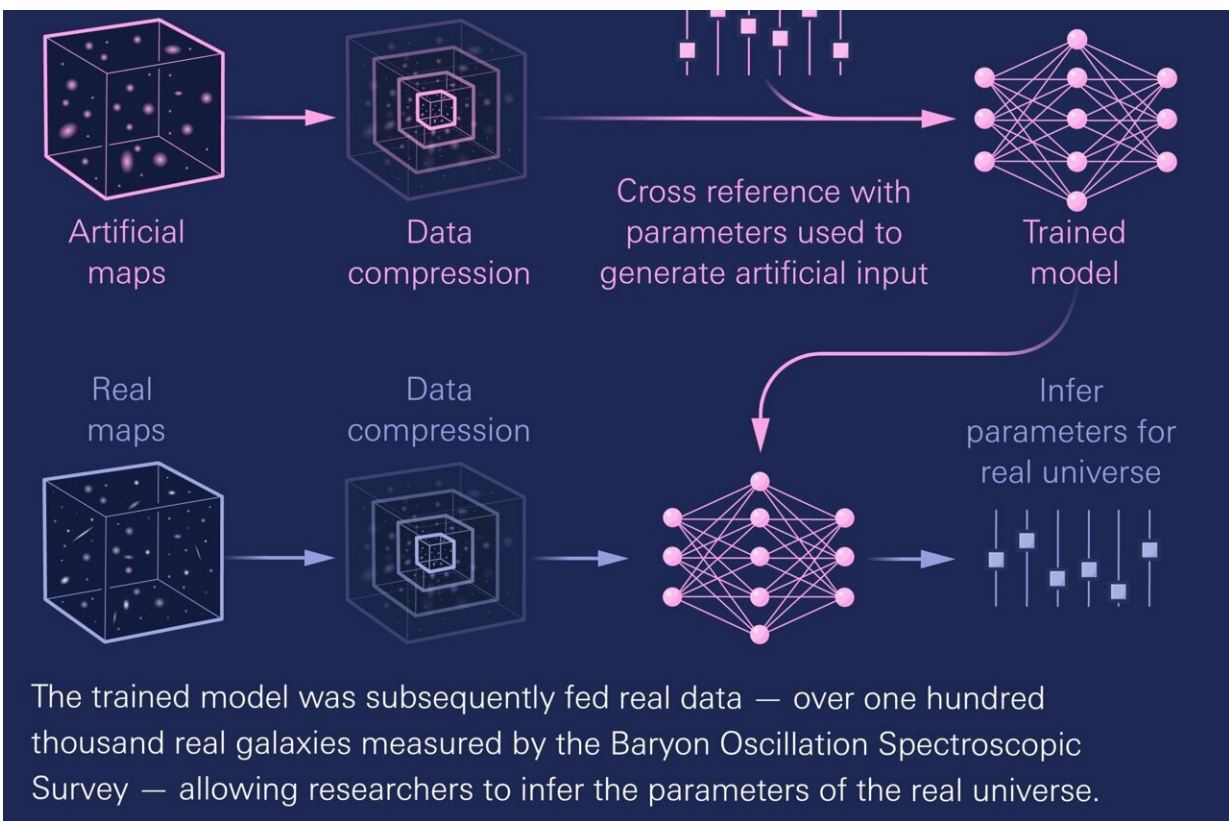 Artificial
maps
Data
compression
Cross reference with
parameters used to
generate artificial input
Trained
model
Real
maps
Data
compression
Infer
parameters for
real universe
The trained model was subsequently fed real data — over one hundred
thousand real galaxies measured by the Baryon Oscillation Spectroscopic
Survey — allowing researchers to infer the parameters of the real universe.